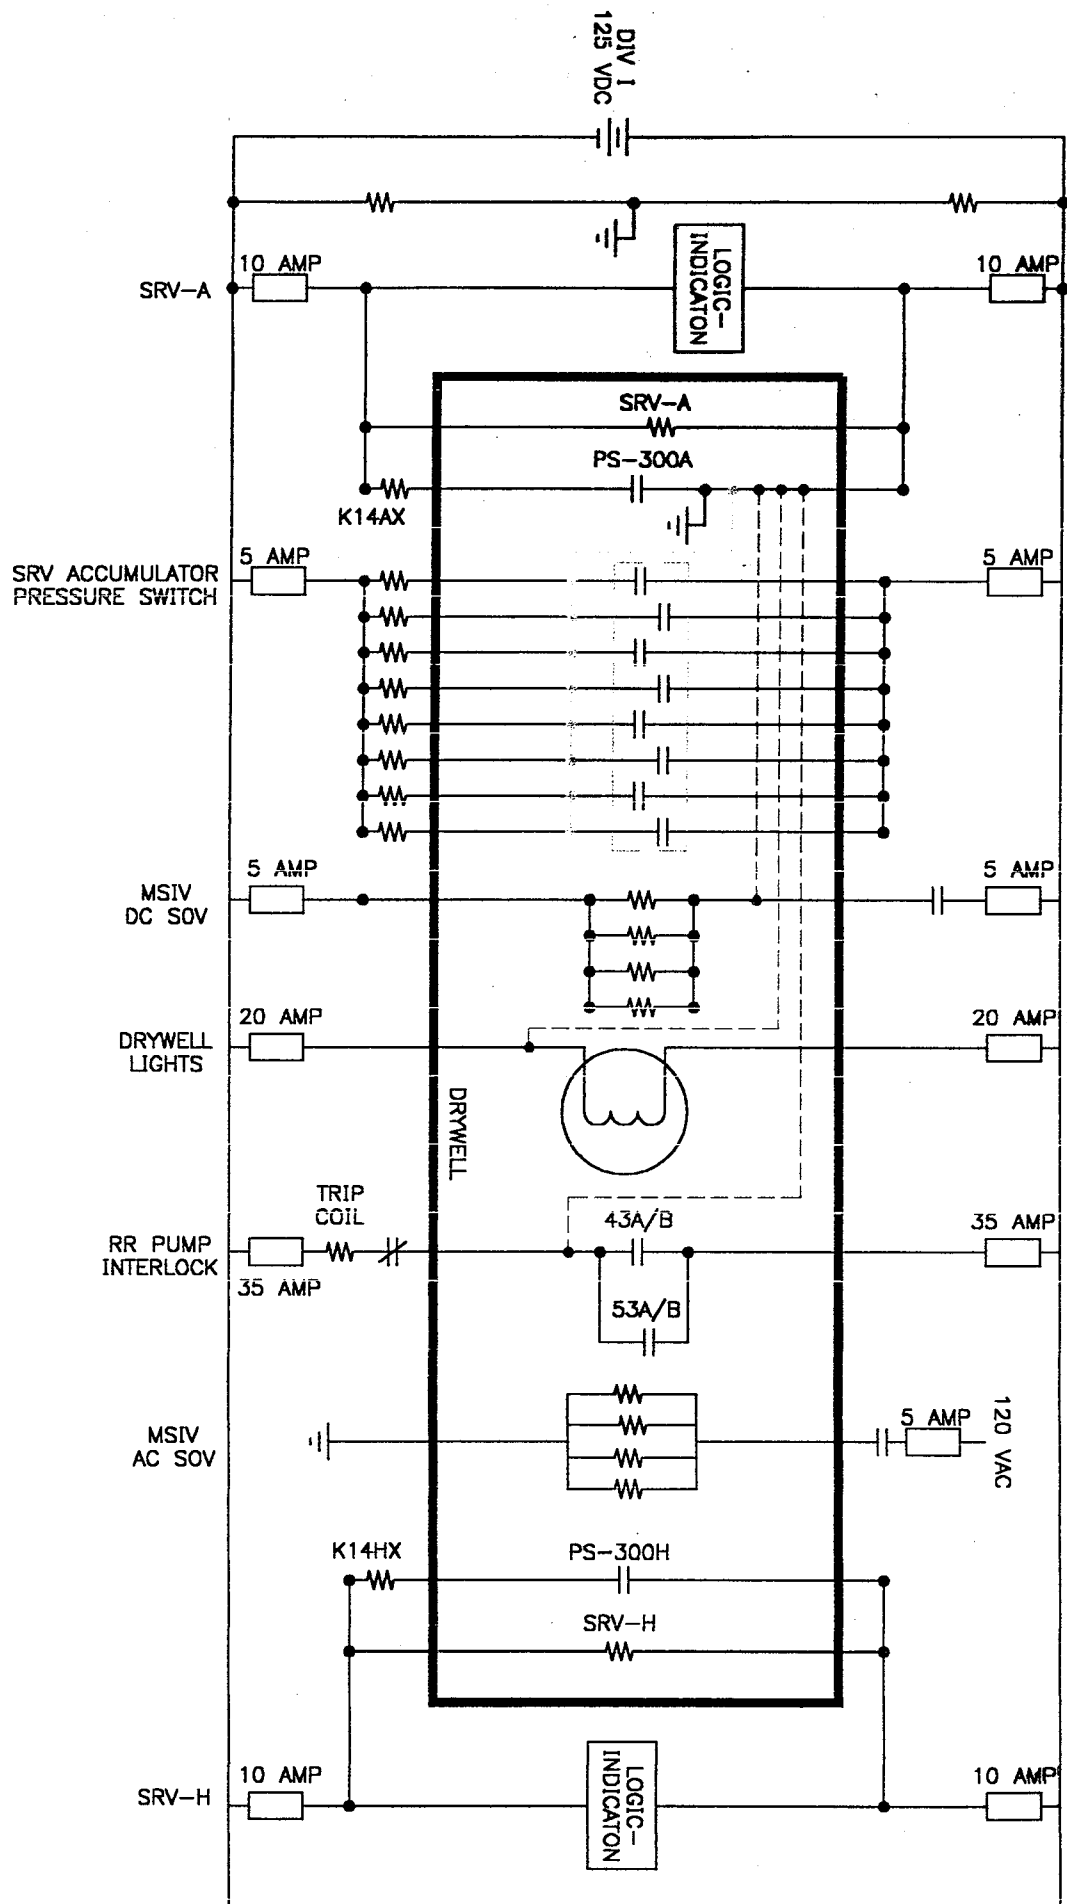 DIV I
125 VDC
10 AMP
10 AMP
SRV-A
LOGIC-
INDICATON
SRV-A
PS-300A
K14AX
5 AMP
5 AMP
SRV ACCUMULATOR
PRESSURE SWITCH
5 AMP
5 AMP
MSIV
DC SOV
20 AMP
20 AMP
DRYWELL
LIGHTS
DRYWELL
TRIP
COIL
43A/B
35 AMP
RR PUMP
INTERLOCK
35 AMP
53A/B
MSIV
AC SOV
5 AMP
120 VAC
K14HX
PS-300H
SRV-H
10 AMP
10 AMP
SRV-H
LOGIC-
INDICATON